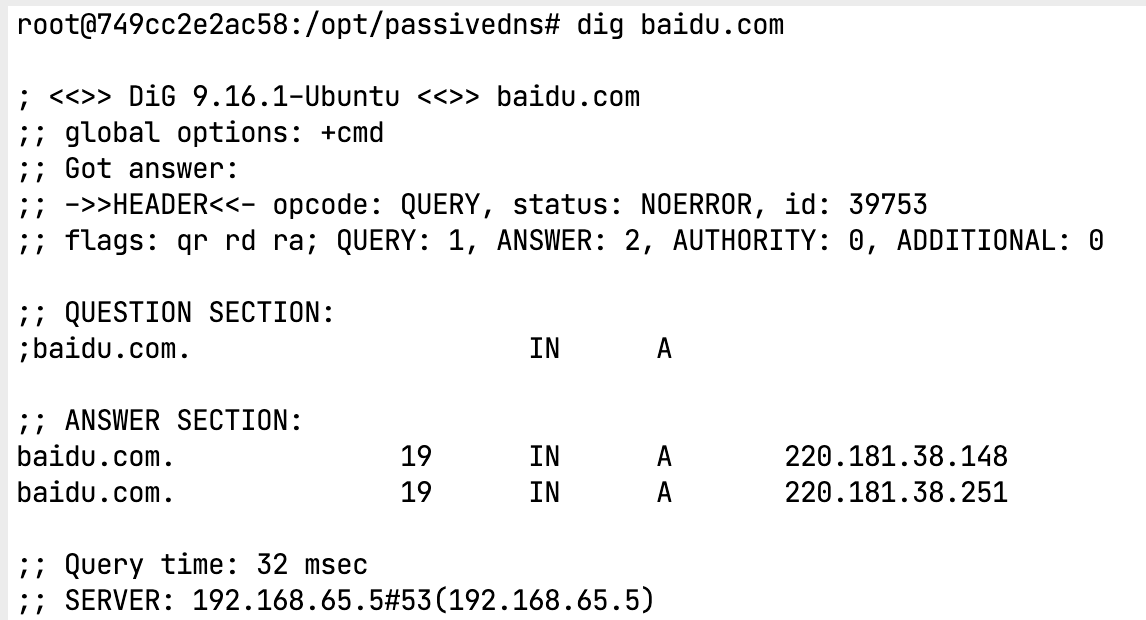 root@749cc2e2ac58:/opt/passivedns# dig baidu.com
; <<>> DiG 9.16.1-Ubuntu <<>> baidu.com
;; global options: +cmd
;; Got answer:
;; ->>HEADER<<- opcode: QUERY, status: NOERROR, id: 39753
;; flags: qr rd ra; QUERY: 1, ANSWER: 2, AUTHORITY: 0, ADDITIONAL: 0
;; QUESTION SECTION:
;baidu.com. IN A
;; ANSWER SECTION:
baidu.com. 19 IN A 220.181.38.148
baidu.com. 19 IN A 220.181.38.251
;; Query time: 32 msec
;; SERVER: 192.168.65.5#53(192.168.65.5)